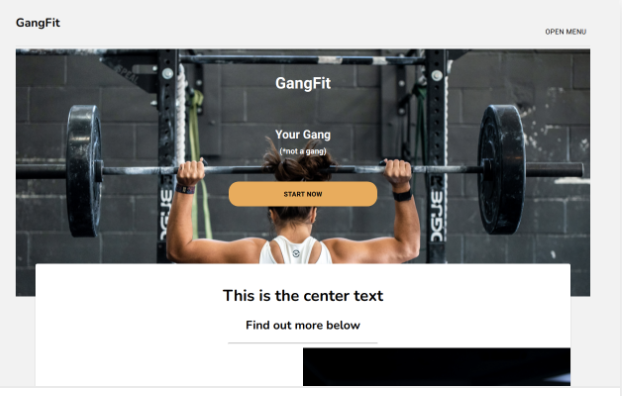 GangFit
OPEN MENU
GangFit
Your Gang
(*not a gang)
START NOW
This is the center text
Find out more below